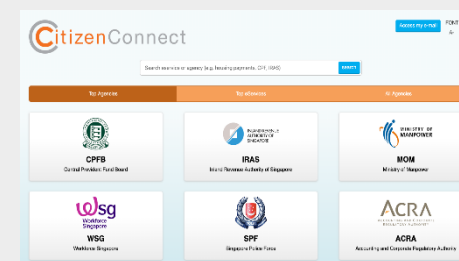 CitizenConnect
Access my e-mail
FONT
A-
Search eservice or agency (e.g. housing payments, CPF, IRAS)
Search
Top Agencies
Top eServices
All Agencies
CPFB
Central Provident Fund Board
INLAND REVENUE
AUTHORITY OF
SINGAPORE
IRAS
Inland Revenue Authority of Singapore
MINISTRY OF
MANPOWER
MOM
Ministry of Manpower
wsg
Workforce
Singapore
WSG
Workforce Singapore
SPF
Singapore Police Force
ACRA
ACRA
Accounting and Corporate Regulatory Authority